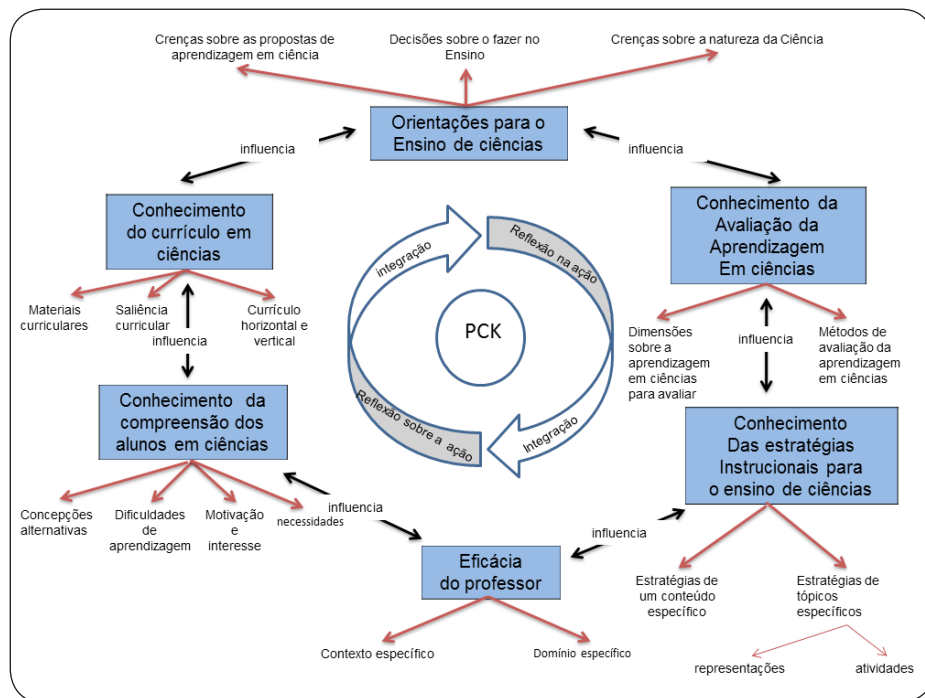 Crenças sobre as propostas de
aprendizagem em ciência
Decisões sobre o fazer no
Ensino
Crenças sobre a natureza da Ciência
Orientações para o
Ensino de ciências
influencia
influencia
Conhecimento
do currículo em
ciências
Conhecimento da
Avaliação da
Aprendizagem
Em ciências
integração
Reflexão na ação
PCK
Reflexão sobre a ação
Integração
Materiais
curriculares
Saliência
curricular
Currículo
horizontal e
vertical
influencia
Dimensões sobre a
aprendizagem
em ciências
para avaliar
Métodos de
avaliação da
aprendizagem
em ciências
influencia
Conhecimento da
compreensão dos
alunos em ciências
Conhecimento
Das estratégias
Instrucionais para
o ensino de ciências
Concepções
alternativas
Dificuldades
de
aprendizagem
Motivação
e
interesse
necessidades
influencia
influencia
Eficácia
do professor
Estratégias de
um conteúdo
específico
Estratégias de
tópicos
específicos
Contexto específico
Domínio específico
representações
atividades